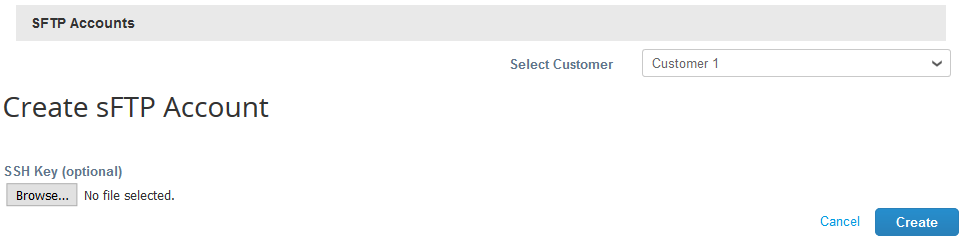 SFTP Accounts
Select Customer Customer 1
Create sFTP Account
SSH Key (optional)
Browse... No file selected.
Cancel Create